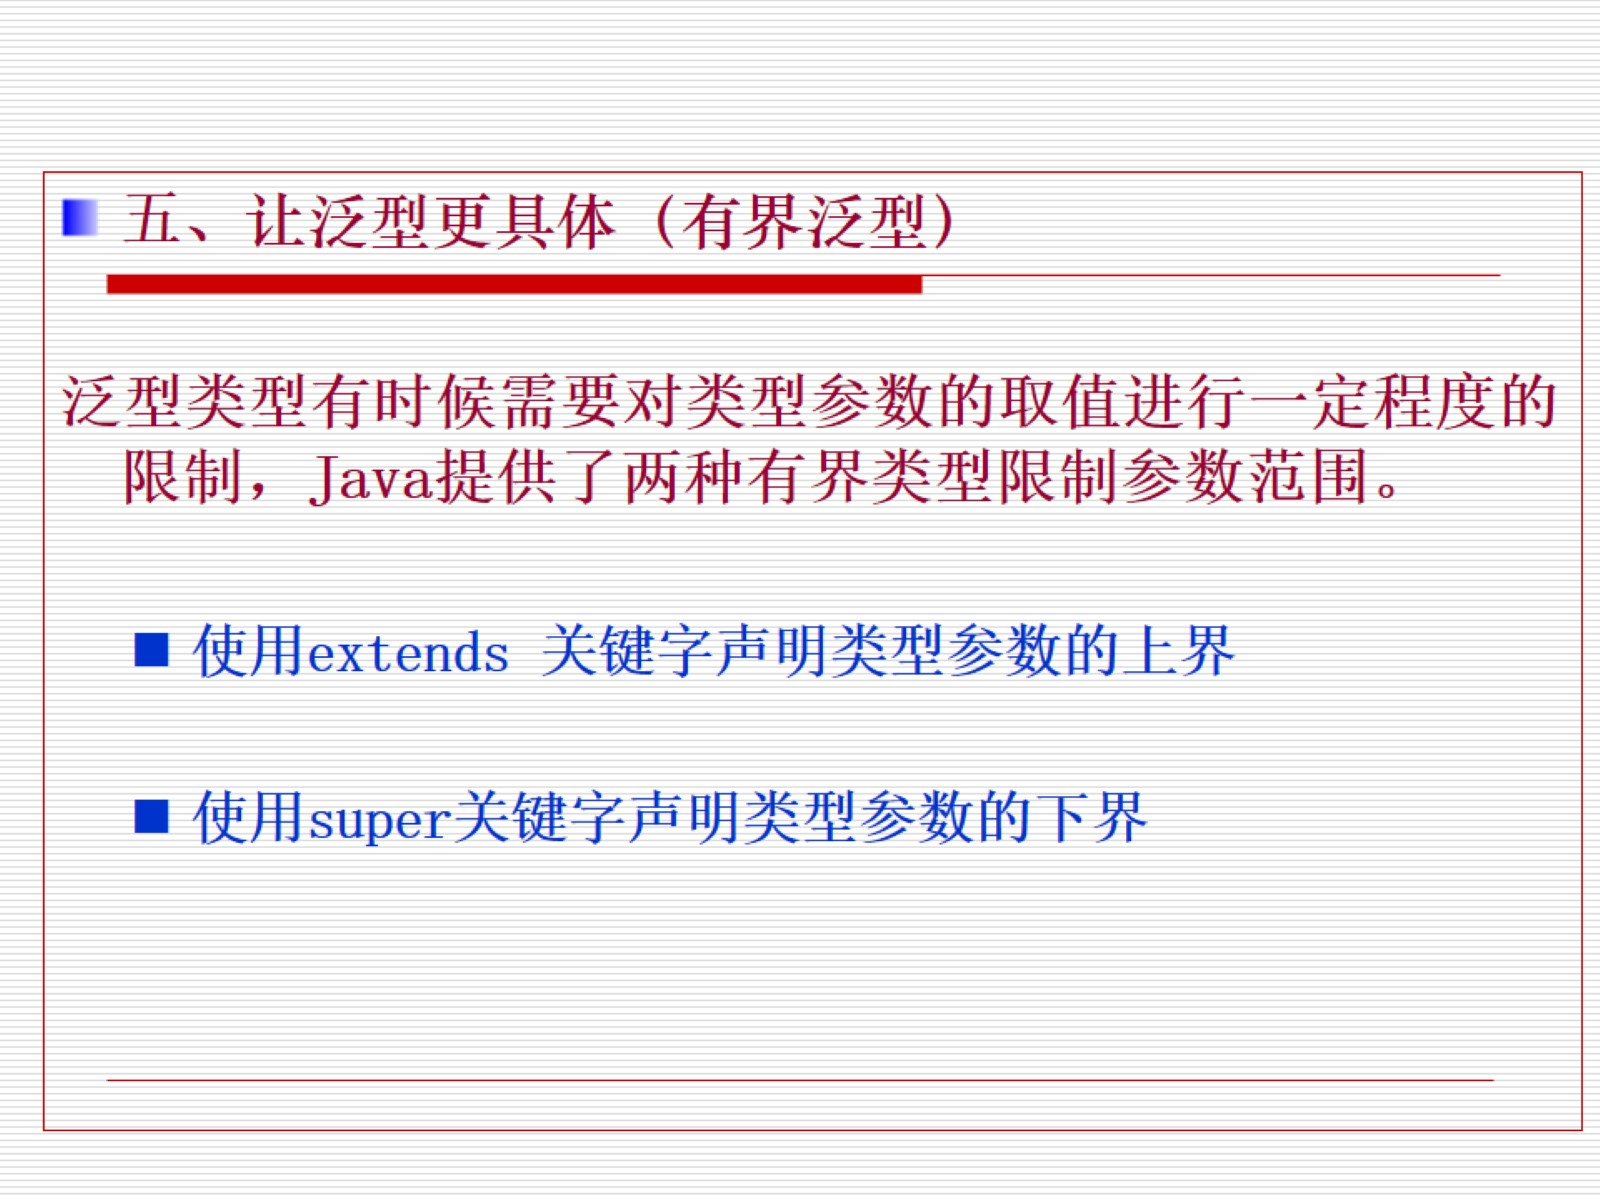 五、让泛型更具体（有界泛型）
泛型类型有时候需要对类型参数的取值进行一定程度的
限制，Java提供了两种有界类型限制参数范围。
使用extends 关键字声明类型参数的上界
使用super关键字声明类型参数的下界